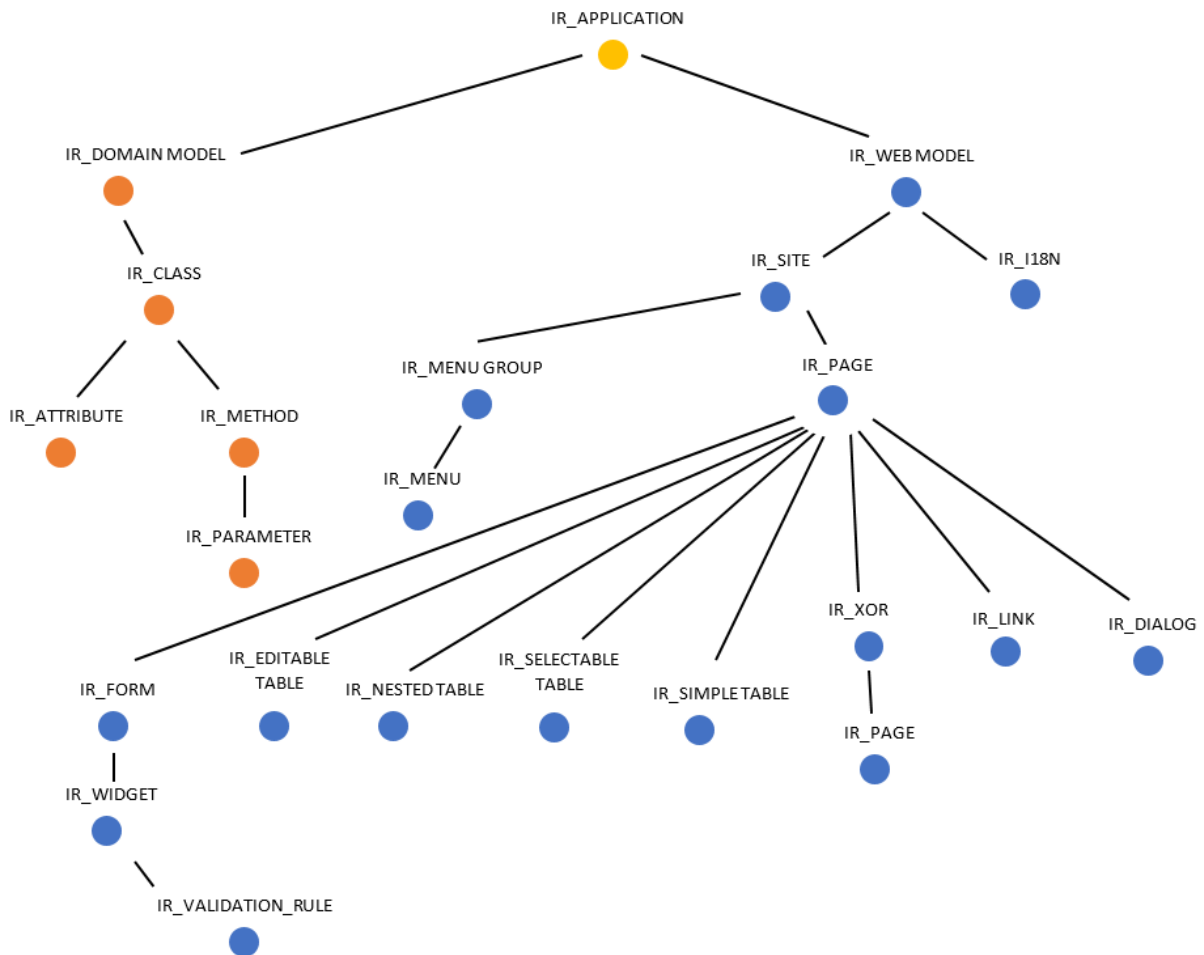 IR_APPLICATION
IR_DOMAIN MODEL
IR_WEB MODEL
IR_CLASS
IR_SITE
IR_I18N
IR_MENU GROUP
IR_PAGE
IR_ATTRIBUTE
IR_METHOD
IR_MENU
IR_PARAMETER
IR_XOR
IR_LINK
IR_DIALOG
IR_EDITABLE
TABLE
IR_SELECTABLE
TABLE
IR_FORM
IR_NESTED TABLE
IR_SIMPLE TABLE
IR_PAGE
IR_WIDGET
IR_VALIDATION_RULE